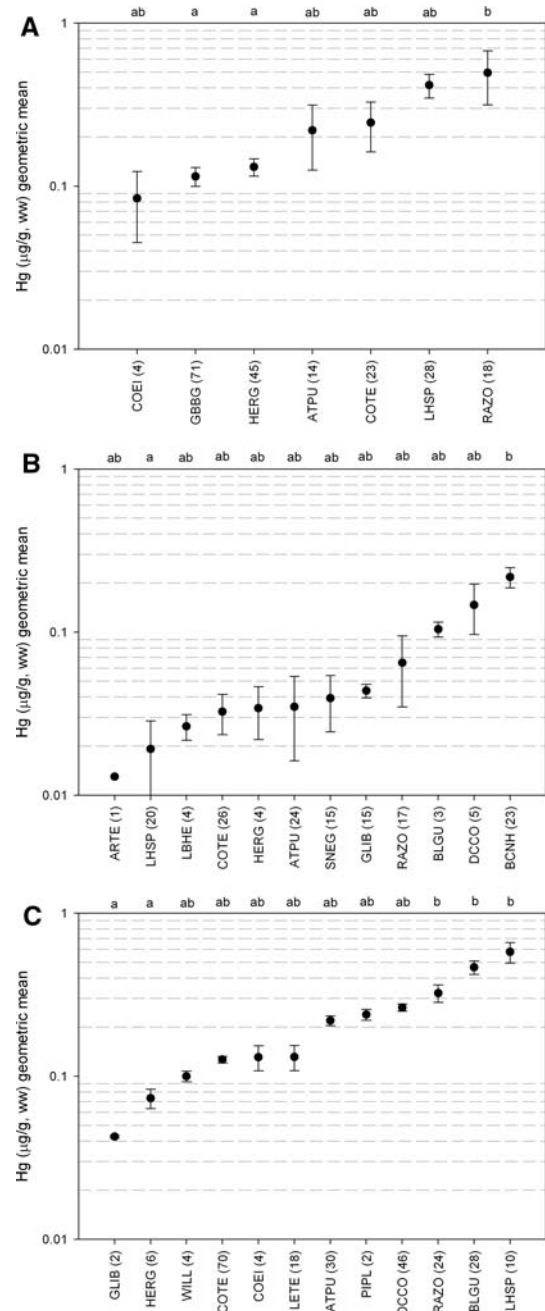 A
ab a a ab ab ab b
1
0.1
0.01
Hg (µg/g, ww) geometric mean
COEI (4)
GBBG (71)
HERG (45)
ATPU (14)
COTE (23)
LHSP (28)
RAZO (18)
B
ab a ab ab ab ab ab ab ab ab ab b
1
0.1
0.01
Hg (µg/g, ww) geometric mean
ARTE (1)
LHSP (20)
LBHE (4)
COTE (26)
HERG (4)
ATPU (24)
SNEG (15)
GLIB (15)
RAZO (17)
BLGU (3)
DCCO (5)
BCNH (23)
C
a a ab ab ab ab ab ab ab b b b
1
0.1
0.01
Hg (µg/g, ww) geometric mean
GLIB (2)
HERG (6)
WILL (4)
COTE (70)
COEI (4)
LETE (18)
ATPU (30)
PIPL (2)
DCCO (46)
RAZO (24)
BLGU (28)
LHSP (10)